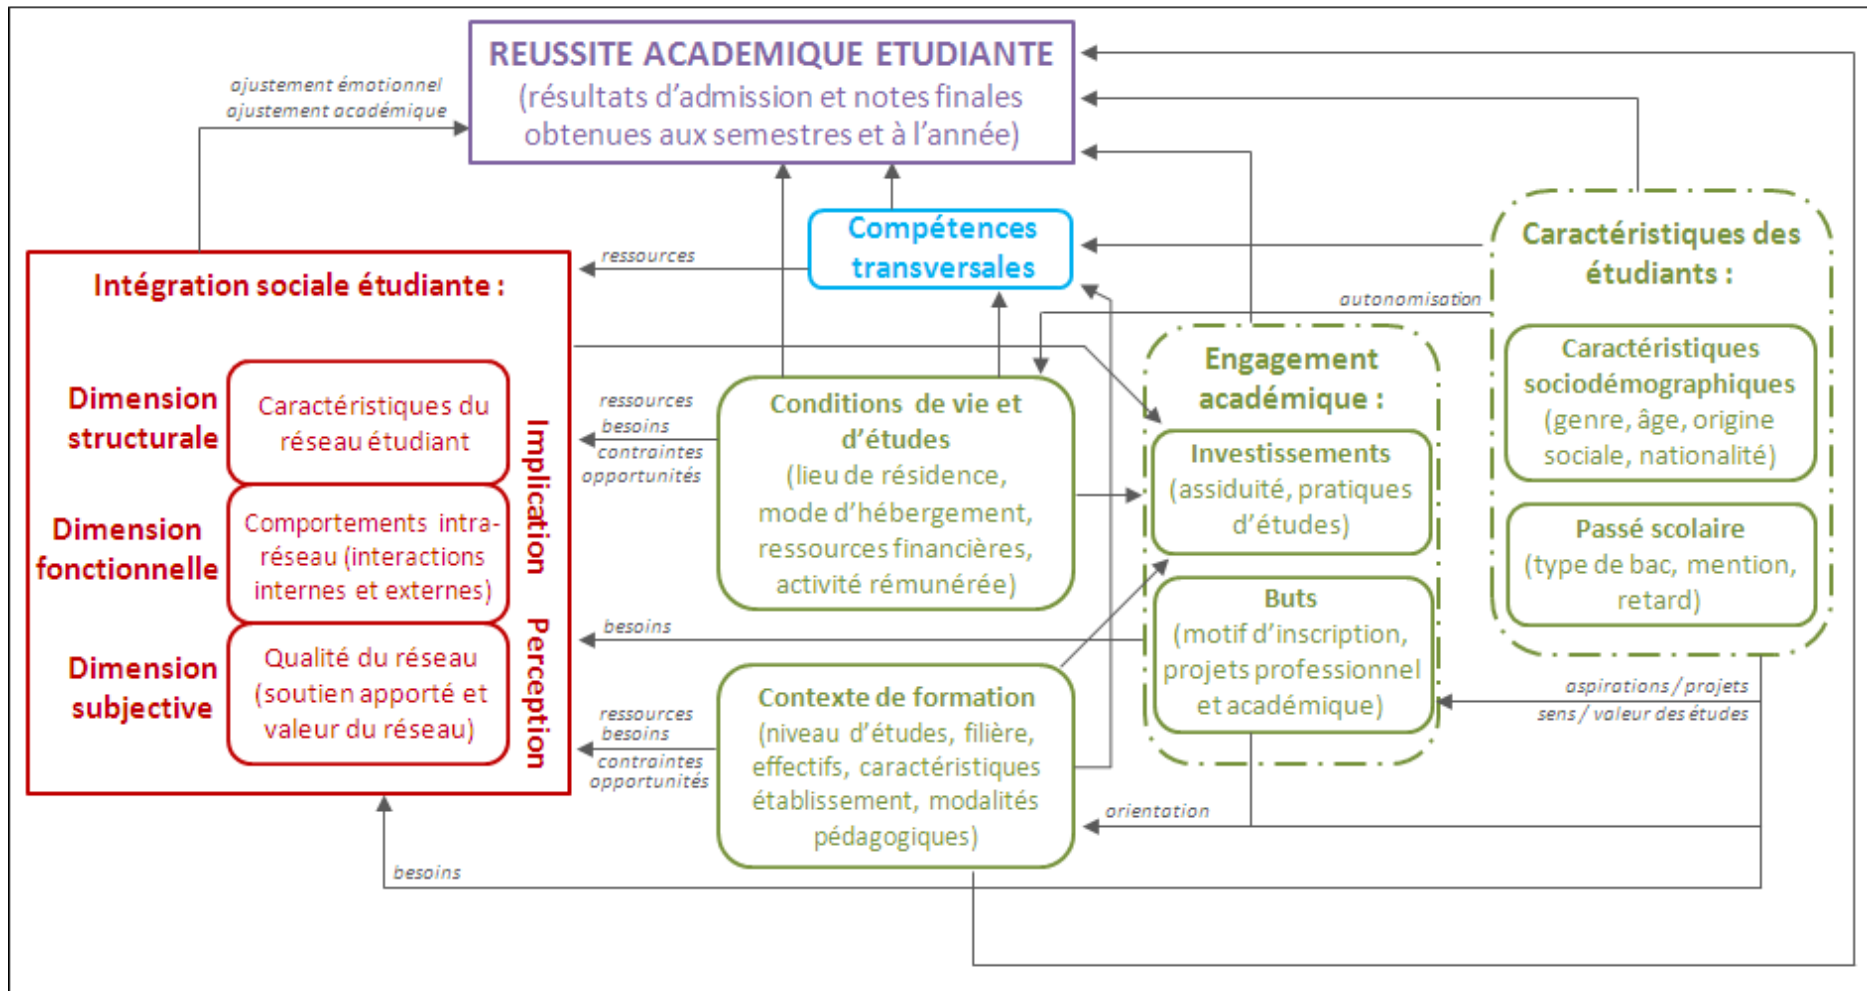 REUSSITE ACADEMIQUE ETUDIANTE
(résultats d'admission et notes finales
obtenues aux semestres et à l'année)
ajustement émotionnel
ajustement académique
Compétences
transversales
ressources
Intégration sociale étudiante :
Dimension
structurale
Caractéristiques du
réseau étudiant
Dimension
fonctionnelle
Comportements intra-
réseau (interactions
internes et externes)
Dimension
subjective
Qualité du réseau
(soutien apporté et
valeur du réseau)
Implication
Perception
ressources
besoins
contraintes
opportunités
besoins
ressources
besoins
contraintes
opportunités
besoins
Conditions de vie et
d'études
(lieu de résidence,
mode d'hébergement,
ressources financières,
activité rémunérée)
Contexte de formation
(niveau d'études, filière,
effectifs, caractéristiques
établissement, modalités
pédagogiques)
Engagement
académique :
Investissements
(assiduité, pratiques
d'études)
Buts
(motif d'inscription,
projets professionnel
et académique)
orientation
autonomisation
Caractéristiques des
étudiants :
Caractéristiques
sociodémographiques
(genre, âge, origine
sociale, nationalité)
Passé scolaire
(type de bac, mention,
retard)
aspirations / projets
sens / valeur des études